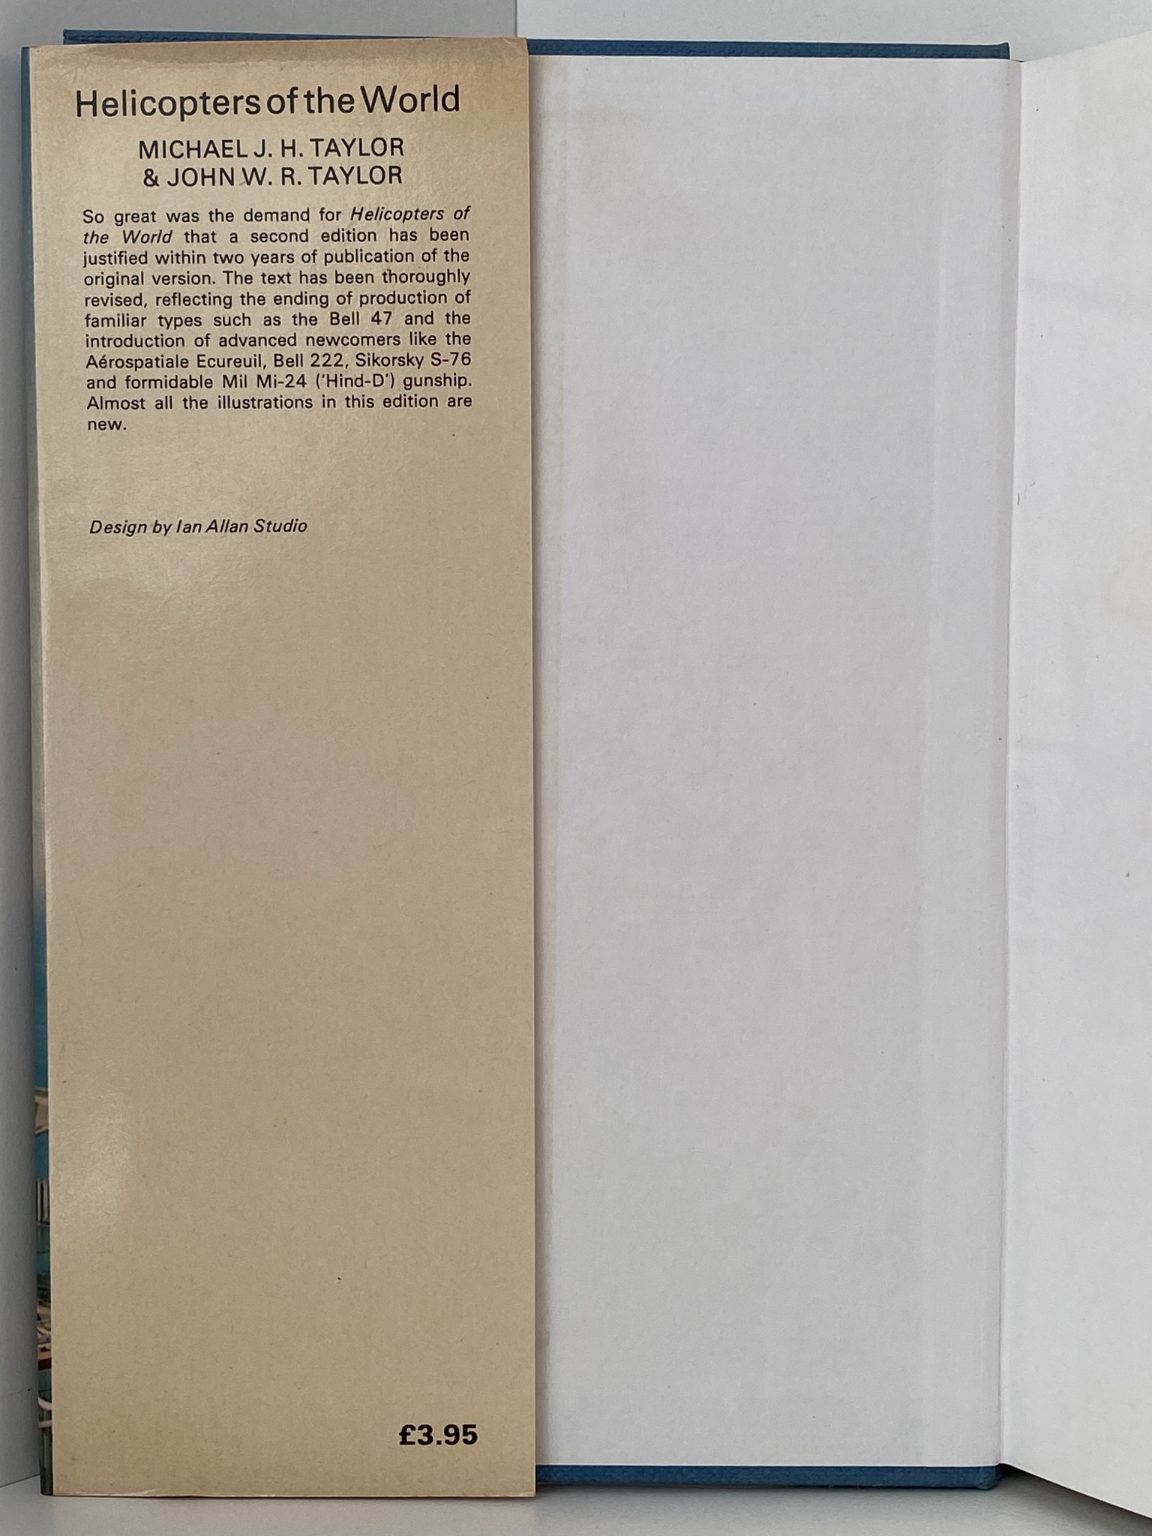 Helicopters of the World
MICHAEL J. H. TAYLOR
& JOHN W. R. TAYLOR
So great was the demand for Helicopters of
the World that a second edition has been
justified within two years of publication of the
original version. The text has been thoroughly
revised, reflecting the ending of production of
familiar types such as the Bell 47 and the
introduction of advanced newcomers like the
Aérospatiale Ecureuil, Bell 222, Sikorsky S-76
and formidable Mil Mi-24 ('Hind-D') gunship.
Almost all the illustrations in this edition are
new.
Design by Ian Allan Studio
£3.95